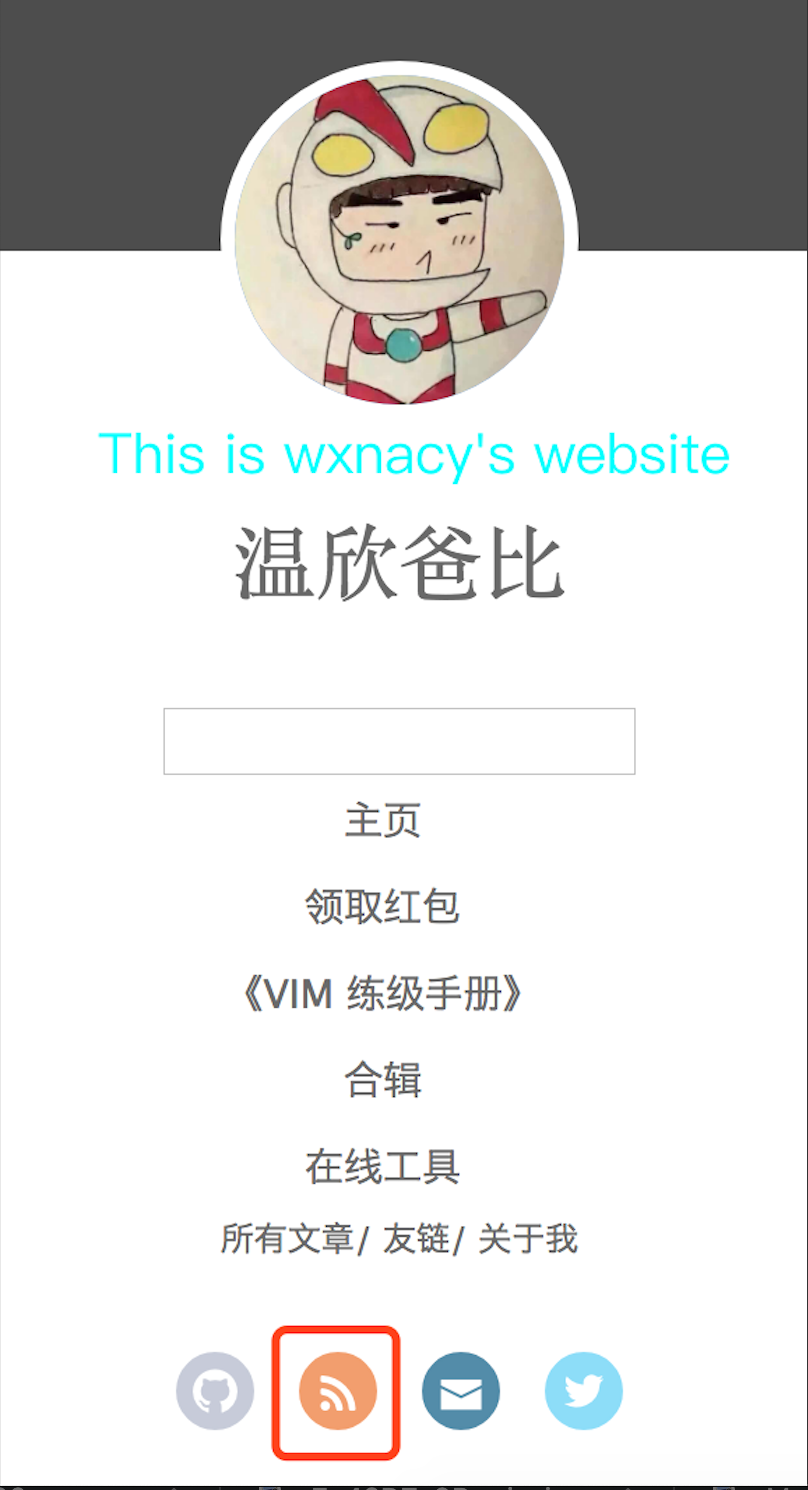 This is wxnacy's website
温欣爸比
主页
领取红包
《VIM 练级手册》
合辑
在线工具
所有文章/ 友链/ 关于我